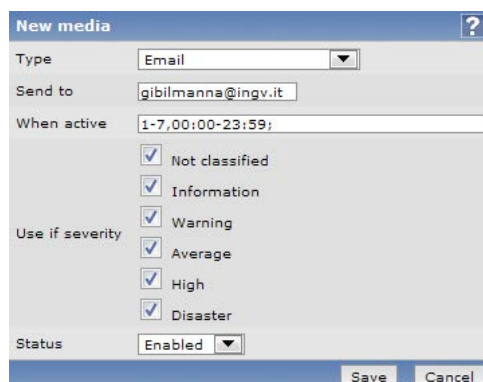 New media ?
Type Email
Send to gibilmanna@ingv.it
When active 1-7,00:00-23:59;
Use if severity
Not classified
Information
Warning
Average
High
Disaster
Status Enabled
Save Cancel